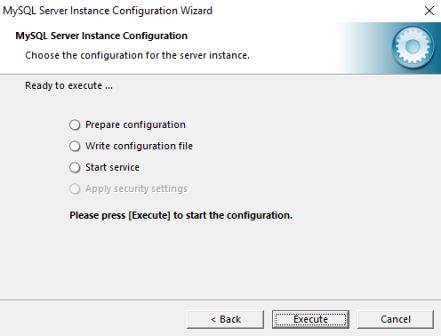 MySQL Server Instance Configuration Wizard
MySQL Server Instance Configuration
Choose the configuration for the server instance.
Ready to execute ...
Prepare configuration
Write configuration file
Start service
Apply security settings
Please press [Execute] to start the configuration.
< Back
Execute
Cancel